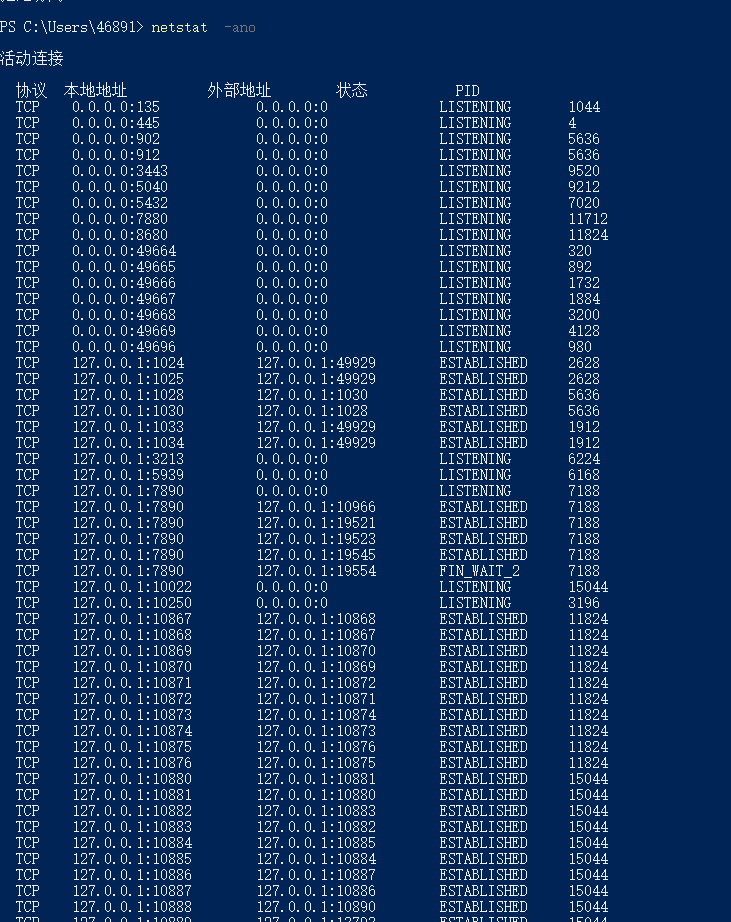 PS C:\Users\46891> netstat -ano
活动连接
协议 本地地址 外部地址 状态 PID
TCP 0.0.0.0:135 0.0.0.0:0 LISTENING 1044
TCP 0.0.0.0:445 0.0.0.0:0 LISTENING 4
TCP 0.0.0.0:902 0.0.0.0:0 LISTENING 5636
TCP 0.0.0.0:912 0.0.0.0:0 LISTENING 5636
TCP 0.0.0.0:3443 0.0.0.0:0 LISTENING 9520
TCP 0.0.0.0:5040 0.0.0.0:0 LISTENING 9212
TCP 0.0.0.0:5432 0.0.0.0:0 LISTENING 7020
TCP 0.0.0.0:7880 0.0.0.0:0 LISTENING 11712
TCP 0.0.0.0:8680 0.0.0.0:0 LISTENING 11824
TCP 0.0.0.0:49664 0.0.0.0:0 LISTENING 320
TCP 0.0.0.0:49665 0.0.0.0:0 LISTENING 892
TCP 0.0.0.0:49666 0.0.0.0:0 LISTENING 1732
TCP 0.0.0.0:49667 0.0.0.0:0 LISTENING 1884
TCP 0.0.0.0:49668 0.0.0.0:0 LISTENING 3200
TCP 0.0.0.0:49669 0.0.0.0:0 LISTENING 4128
TCP 0.0.0.0:49696 0.0.0.0:0 LISTENING 980
TCP 127.0.0.1:1024 127.0.0.1:49929 ESTABLISHED 2628
TCP 127.0.0.1:1025 127.0.0.1:49929 ESTABLISHED 2628
TCP 127.0.0.1:1028 127.0.0.1:1030 ESTABLISHED 5636
TCP 127.0.0.1:1030 127.0.0.1:1028 ESTABLISHED 5636
TCP 127.0.0.1:1033 127.0.0.1:49929 ESTABLISHED 1912
TCP 127.0.0.1:1034 127.0.0.1:49929 ESTABLISHED 1912
TCP 127.0.0.1:3213 0.0.0.0:0 LISTENING 6224
TCP 127.0.0.1:5939 0.0.0.0:0 LISTENING 6168
TCP 127.0.0.1:7890 0.0.0.0:0 LISTENING 7188
TCP 127.0.0.1:7890 127.0.0.1:10966 ESTABLISHED 7188
TCP 127.0.0.1:7890 127.0.0.1:19521 ESTABLISHED 7188
TCP 127.0.0.1:7890 127.0.0.1:19523 ESTABLISHED 7188
TCP 127.0.0.1:7890 127.0.0.1:19545 ESTABLISHED 7188
TCP 127.0.0.1:7890 127.0.0.1:19554 FIN_WAIT_2 7188
TCP 127.0.0.1:10022 0.0.0.0:0 LISTENING 15044
TCP 127.0.0.1:10250 0.0.0.0:0 LISTENING 3196
TCP 127.0.0.1:10867 127.0.0.1:10868 ESTABLISHED 11824
TCP 127.0.0.1:10868 127.0.0.1:10867 ESTABLISHED 11824
TCP 127.0.0.1:10869 127.0.0.1:10870 ESTABLISHED 11824
TCP 127.0.0.1:10870 127.0.0.1:10869 ESTABLISHED 11824
TCP 127.0.0.1:10871 127.0.0.1:10872 ESTABLISHED 11824
TCP 127.0.0.1:10872 127.0.0.1:10871 ESTABLISHED 11824
TCP 127.0.0.1:10873 127.0.0.1:10874 ESTABLISHED 11824
TCP 127.0.0.1:10874 127.0.0.1:10873 ESTABLISHED 11824
TCP 127.0.0.1:10875 127.0.0.1:10876 ESTABLISHED 11824
TCP 127.0.0.1:10876 127.0.0.1:10875 ESTABLISHED 11824
TCP 127.0.0.1:10880 127.0.0.1:10881 ESTABLISHED 15044
TCP 127.0.0.1:10881 127.0.0.1:10880 ESTABLISHED 15044
TCP 127.0.0.1:10882 127.0.0.1:10883 ESTABLISHED 15044
TCP 127.0.0.1:10883 127.0.0.1:10882 ESTABLISHED 15044
TCP 127.0.0.1:10884 127.0.0.1:10885 ESTABLISHED 15044
TCP 127.0.0.1:10885 127.0.0.1:10884 ESTABLISHED 15044
TCP 127.0.0.1:10886 127.0.0.1:10887 ESTABLISHED 15044
TCP 127.0.0.1:10887 127.0.0.1:10886 ESTABLISHED 15044
TCP 127.0.0.1:10888 127.0.0.1:10890 ESTABLISHED 15044